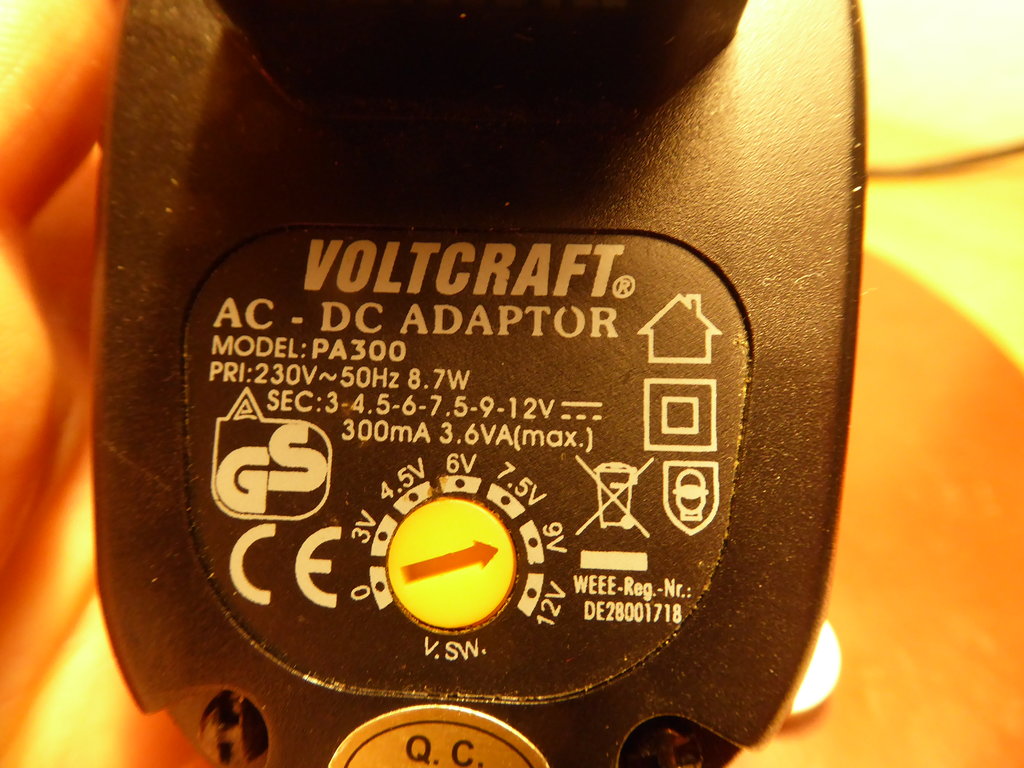 VOLTCRAFT®
AC - DC ADAPTOR
MODEL: PA300
PRI:230V~50Hz 8.7W
SEC:3-4.5-6-7.5-9-12V⎓
300mA 3.6VA(max.)
GS
CE
0
3V
4.5V
6V
7.5V
9V
12V
V.SW.
WEEE-Reg.-Nr.:
DE28001718
Q.C.